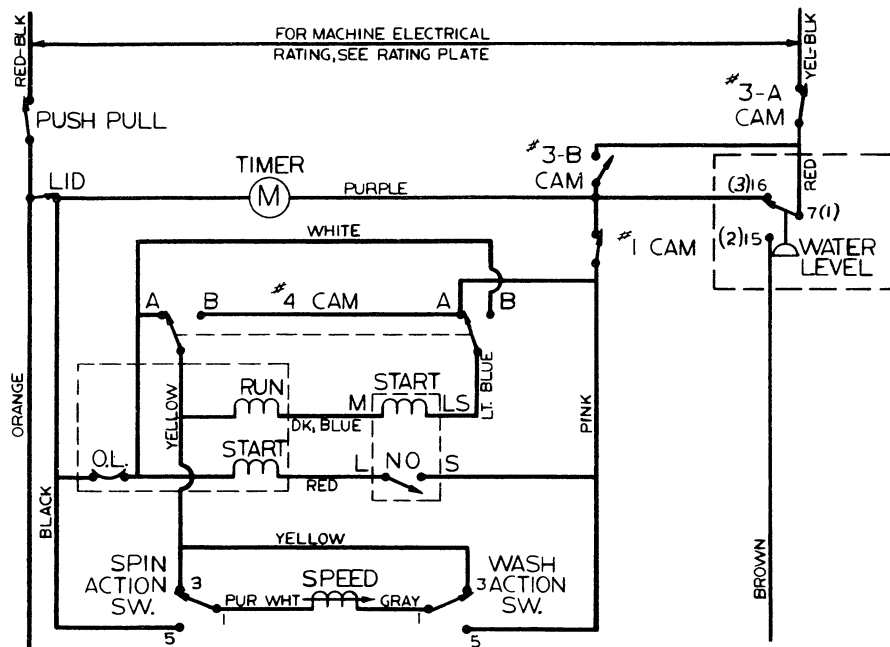 FOR MACHINE ELECTRICAL
RATING, SEE RATING PLATE
RED-BLK
YEL-BLK
#3-A
CAM
PUSH PULL
#3-B
CAM
TIMER
LID
M
PURPLE
RED
(3)16
7(1)
WHITE
#1 CAM
(2)15
WATER
LEVEL
A
B
#4 CAM
A
B
ORANGE
YELLOW
RUN
START
M
LS
LT. BLUE
DK, BLUE
PINK
O.L.
START
L
NO
S
RED
BLACK
YELLOW
SPIN
ACTION
SW.
3
SPEED
WASH
3 ACTION
SW.
PUR WHT
GRAY
1
1
5
5
BROWN